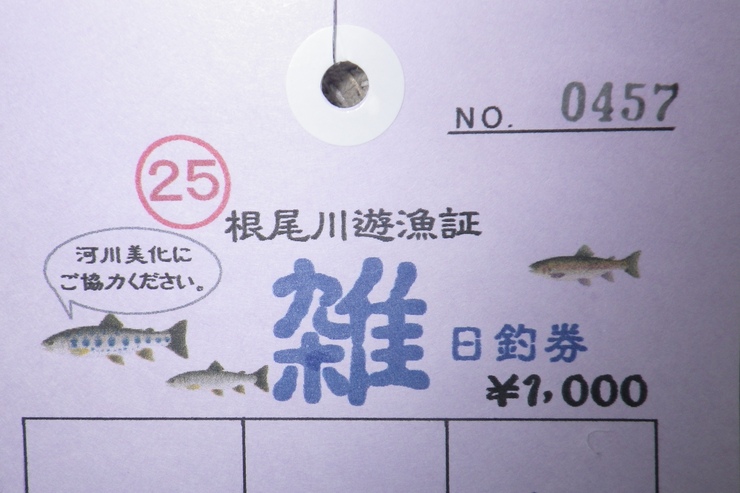 NO. 0457
25
根尾川遊漁証
河川美化に
ご協力ください。
雑 日釣券
¥1,000